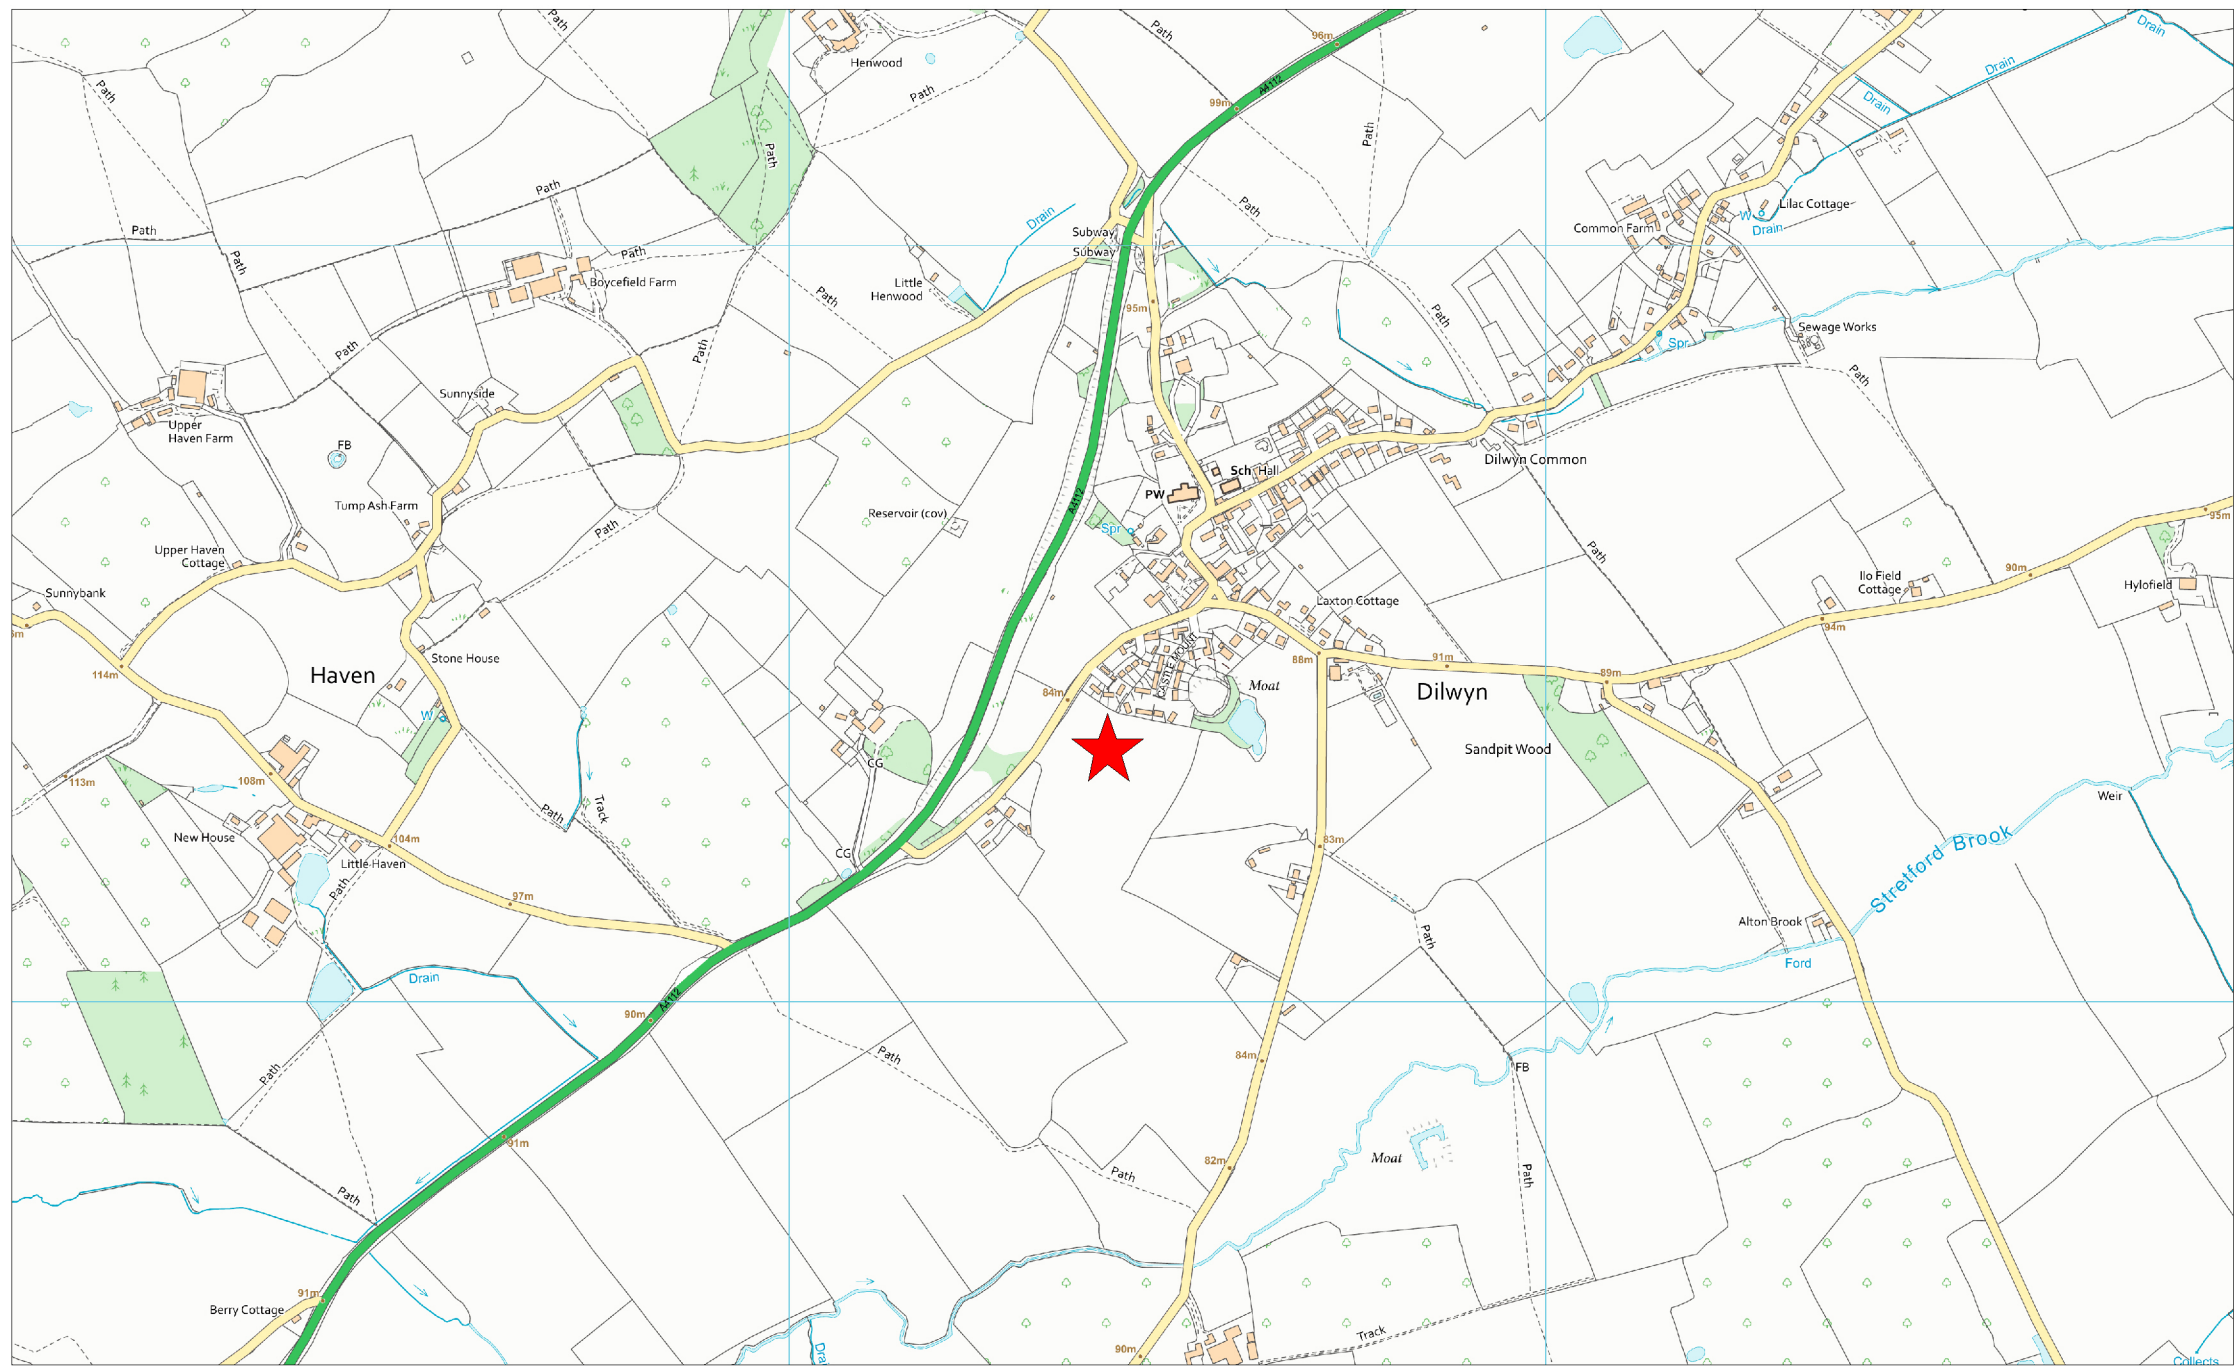 Path
Henwood
Path
96m
A4112
99m
Path
Drain
Drain
Drain
Path
Path
Path
Path
Path
Path
Path
Path
Drain
Subway
Subway
Path
Common Farm
W
Lilac Cottage
Drain
Boycefield Farm
Little
Henwood
Path
95m
Path
Sewage Works
Spr
Path
Path
Path
Sunnyside
Upper
Haven Farm
FB
Tump Ash Farm
Path
Reservoir (cov)
A4112
PW
Sch
Hall
Spr
Dilwyn Common
Path
95m
Upper Haven
Cottage
Sunnybank
5m
114m
Haven
Stone House
W
Laxton Cottage
88m
91m
89m
94m
90m
Ilo Field
Cottage
Hylofield
84m
CASTLE MOUNT
Moat
Dilwyn
Sandpit Wood
113m
108m
CG
New House
Little Haven
104m
Path
Path
Track
CG
97m
83m
Weir
Stretford Brook
Alton Brook
Ford
Path
Drain
A4112
90m
Path
Path
84m
FB
91m
Path
82m
Path
Moat
Path
Berry Cottage
91m
Drai
90m
Track
Collects